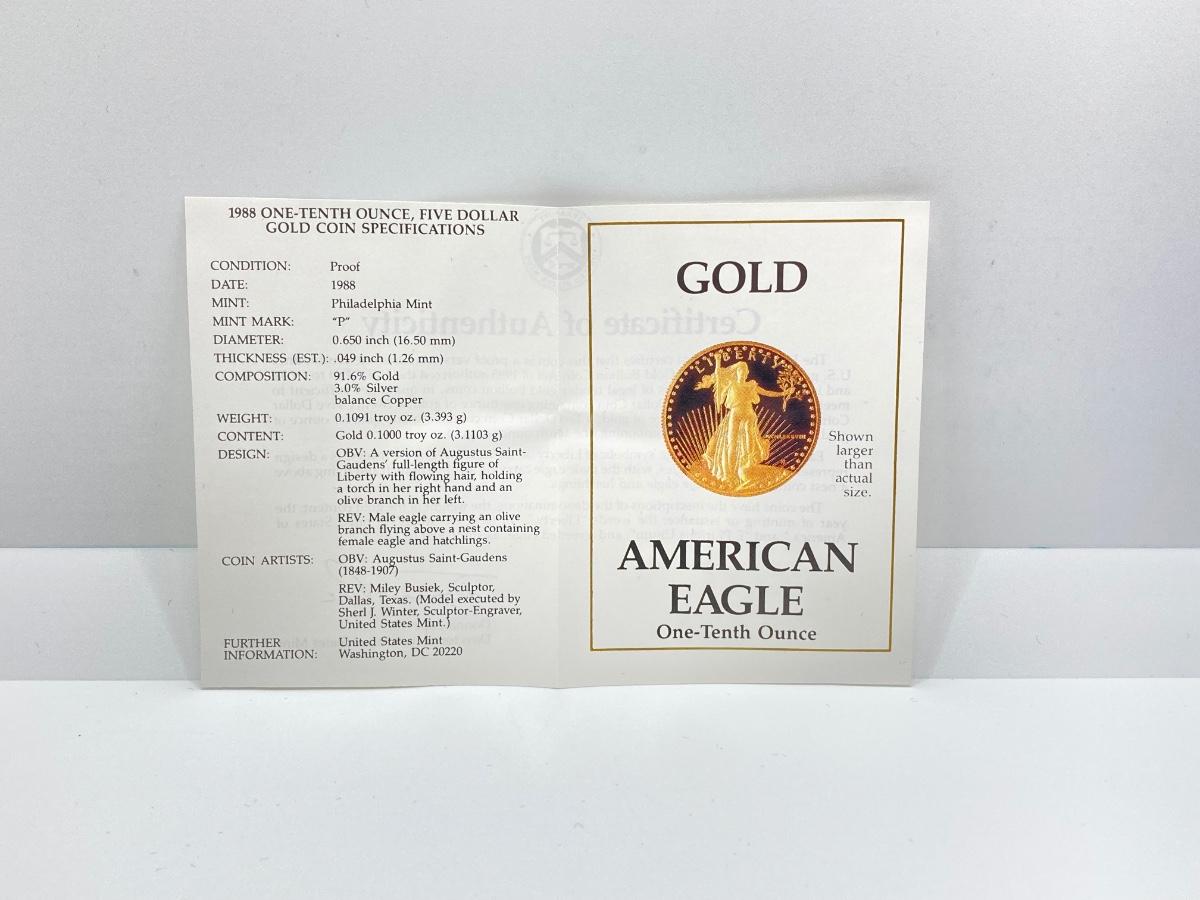 1988 ONE-TENTH OUNCE, FIVE DOLLAR
GOLD COIN SPECIFICATIONS
CONDITION: Proof
DATE: 1988
MINT: Philadelphia Mint
MINT MARK: "P"
DIAMETER: 0.650 inch (16.50 mm)
THICKNESS (EST.): .049 inch (1.26 mm)
COMPOSITION: 91.6% Gold
3.0% Silver
balance Copper
WEIGHT: 0.1091 troy oz. (3.393 g)
CONTENT: Gold 0.1000 troy oz. (3.1103 g)
DESIGN: OBV: A version of Augustus Saint-
Gaudens' full-length figure of
Liberty with flowing hair, holding
a torch in her right hand and an
olive branch in her left.
REV: Male eagle carrying an olive
branch flying above a nest containing
female eagle and hatchlings.
COIN ARTISTS: OBV: Augustus Saint-Gaudens
(1848-1907)
REV: Miley Busiek, Sculptor,
Dallas, Texas. (Model executed by
Sherl J. Winter, Sculptor-Engraver,
United States Mint.)
FURTHER United States Mint
INFORMATION: Washington, DC 20220
GOLD
LIBERTY
Shown
larger
than
actual
size.
AMERICAN
EAGLE
One-Tenth Ounce